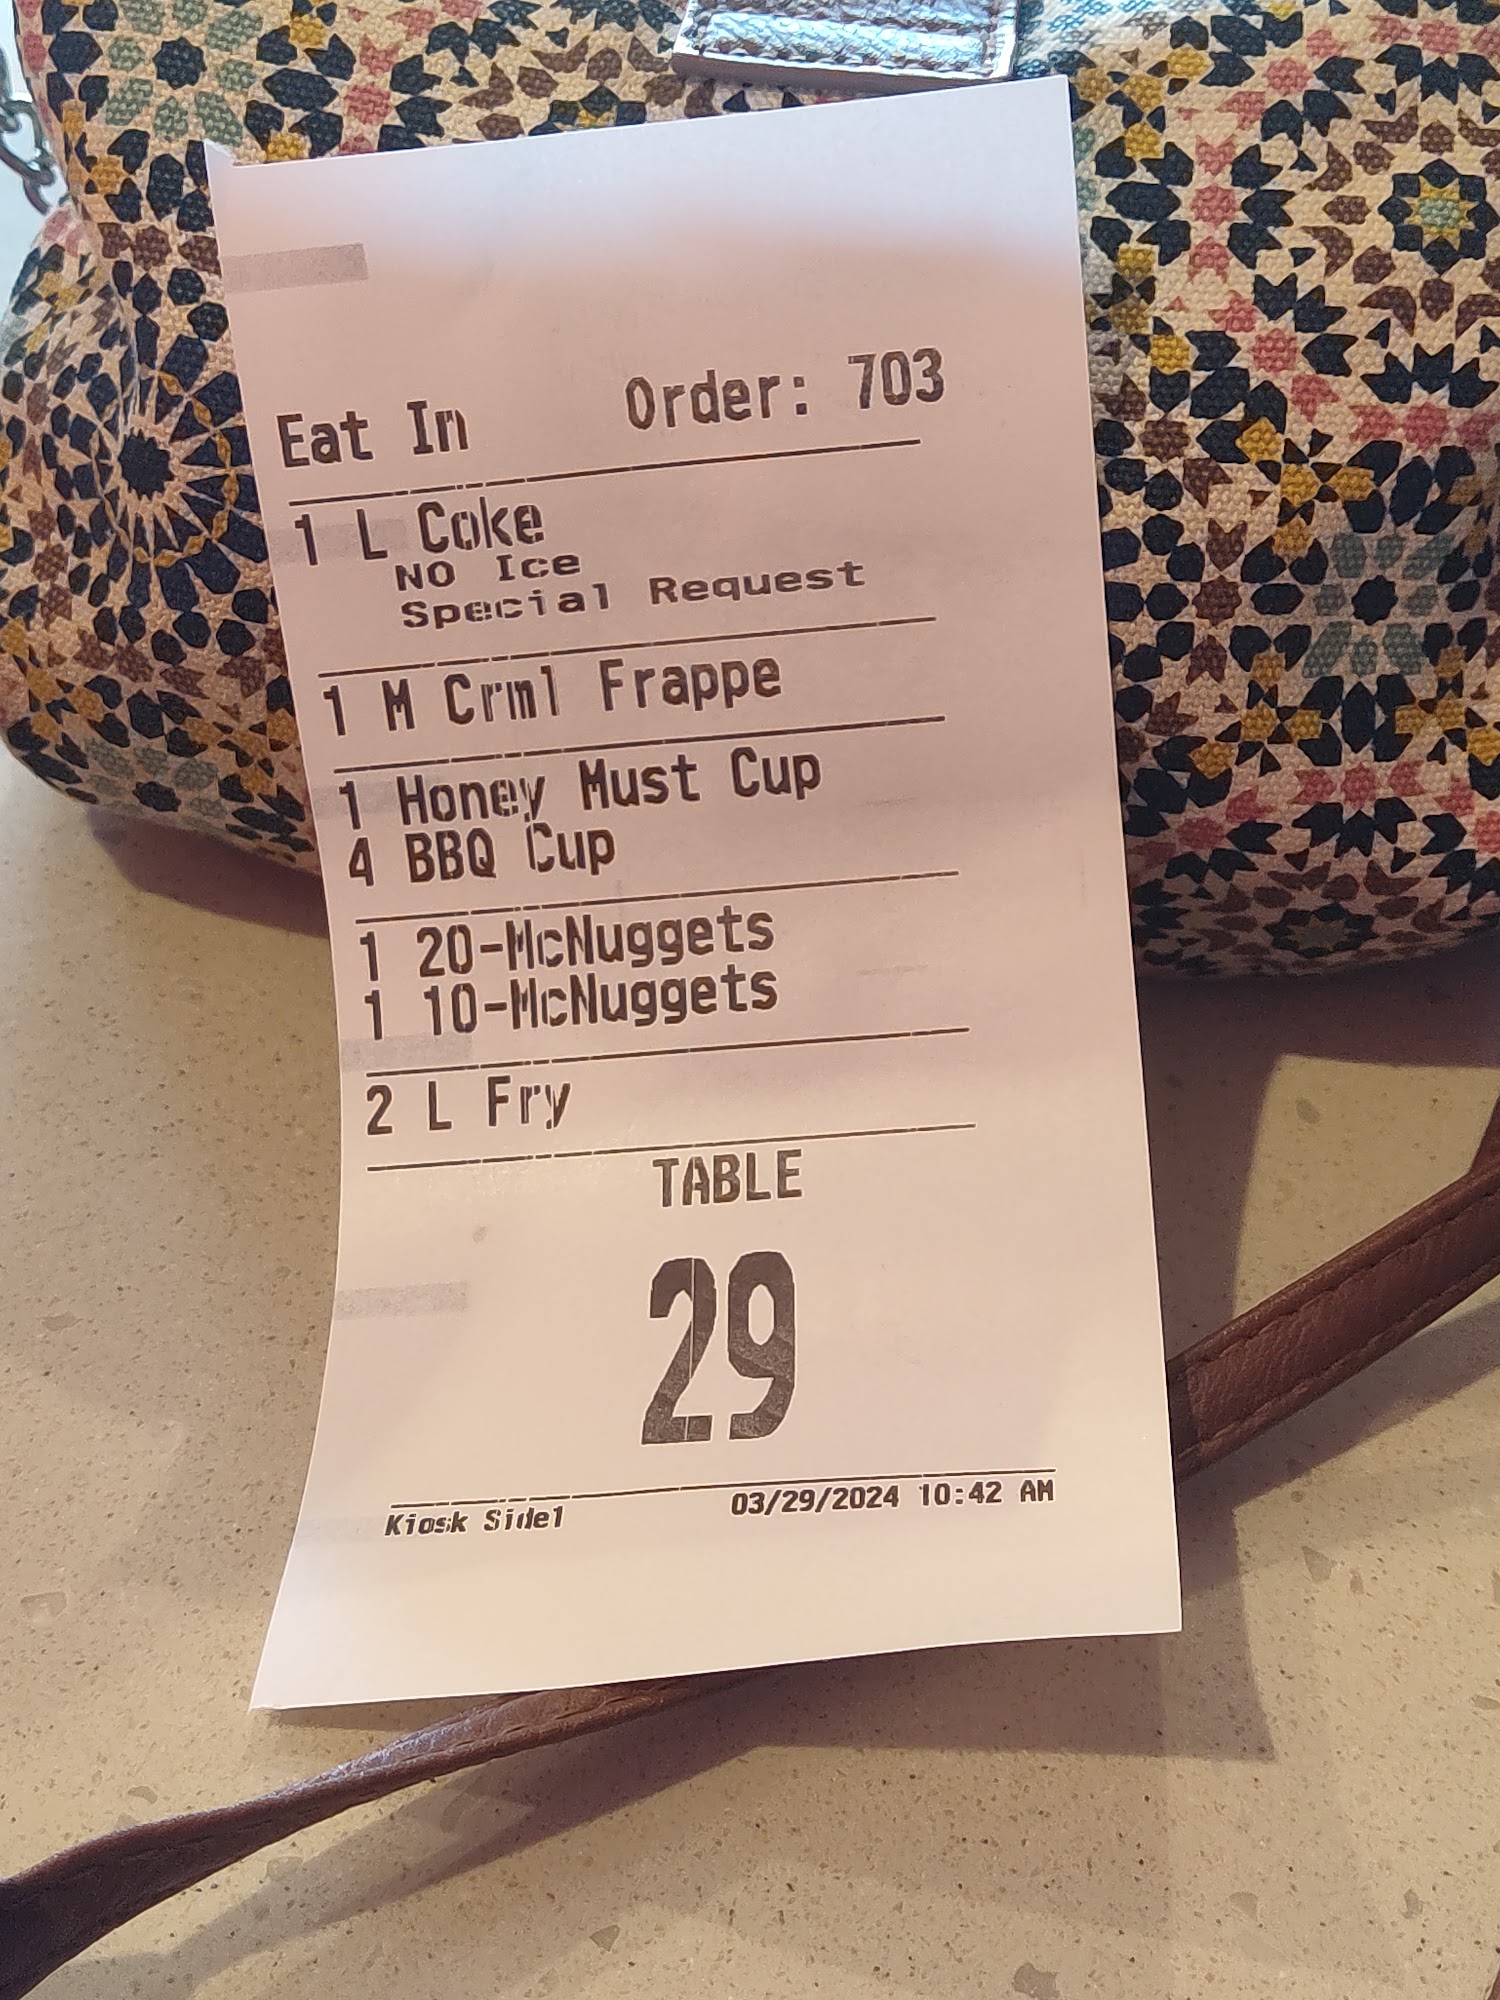 Eat In Order: 703
1 L Coke
NO Ice
Special Request
1 M Crml Frappe
1 Honey Must Cup
4 BBQ Cup
1 20-McNuggets
1 10-McNuggets
2 L Fry
TABLE
29
Kiosk Side1 03/29/2024 10:42 AM